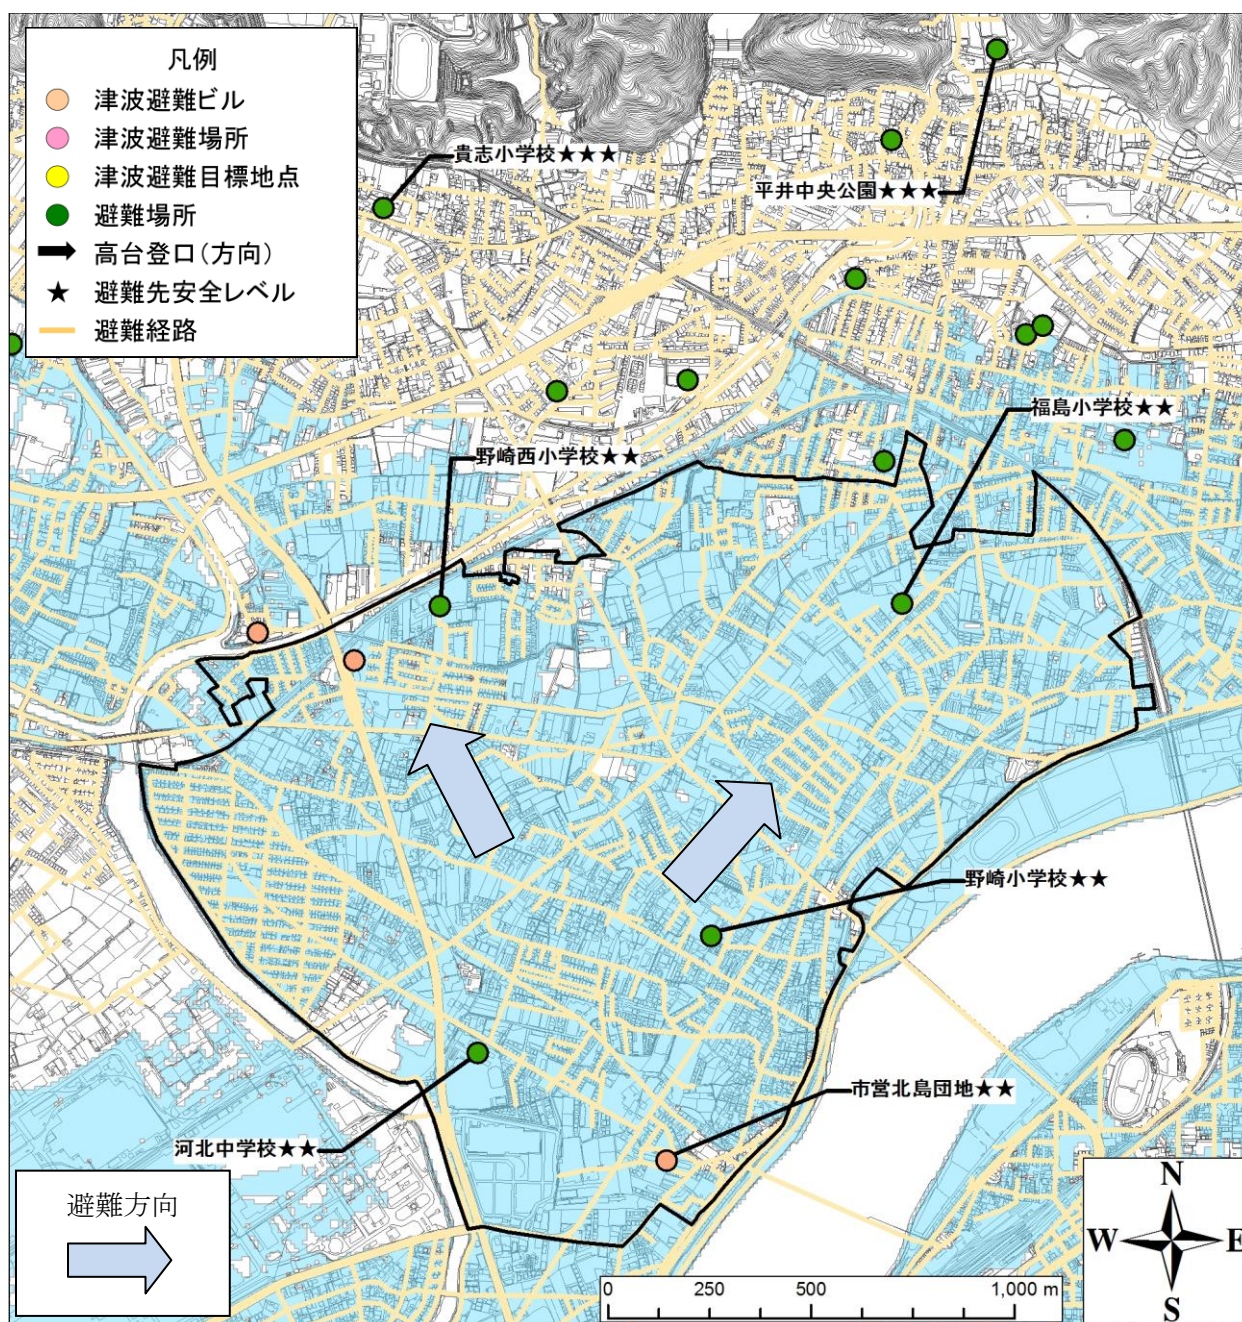 凡例
津波避難ビル
津波避難場所
津波避難目標地点
避難場所
高台登口(方向)
★ 避難先安全レベル
避難経路
貴志小学校★★★
平井中央公園★★★
福島小学校★★
野崎西小学校★★
野崎小学校★★
市営北島団地★★
河北中学校★★
避難方向
N
W E
S
0 250 500 1,000 m